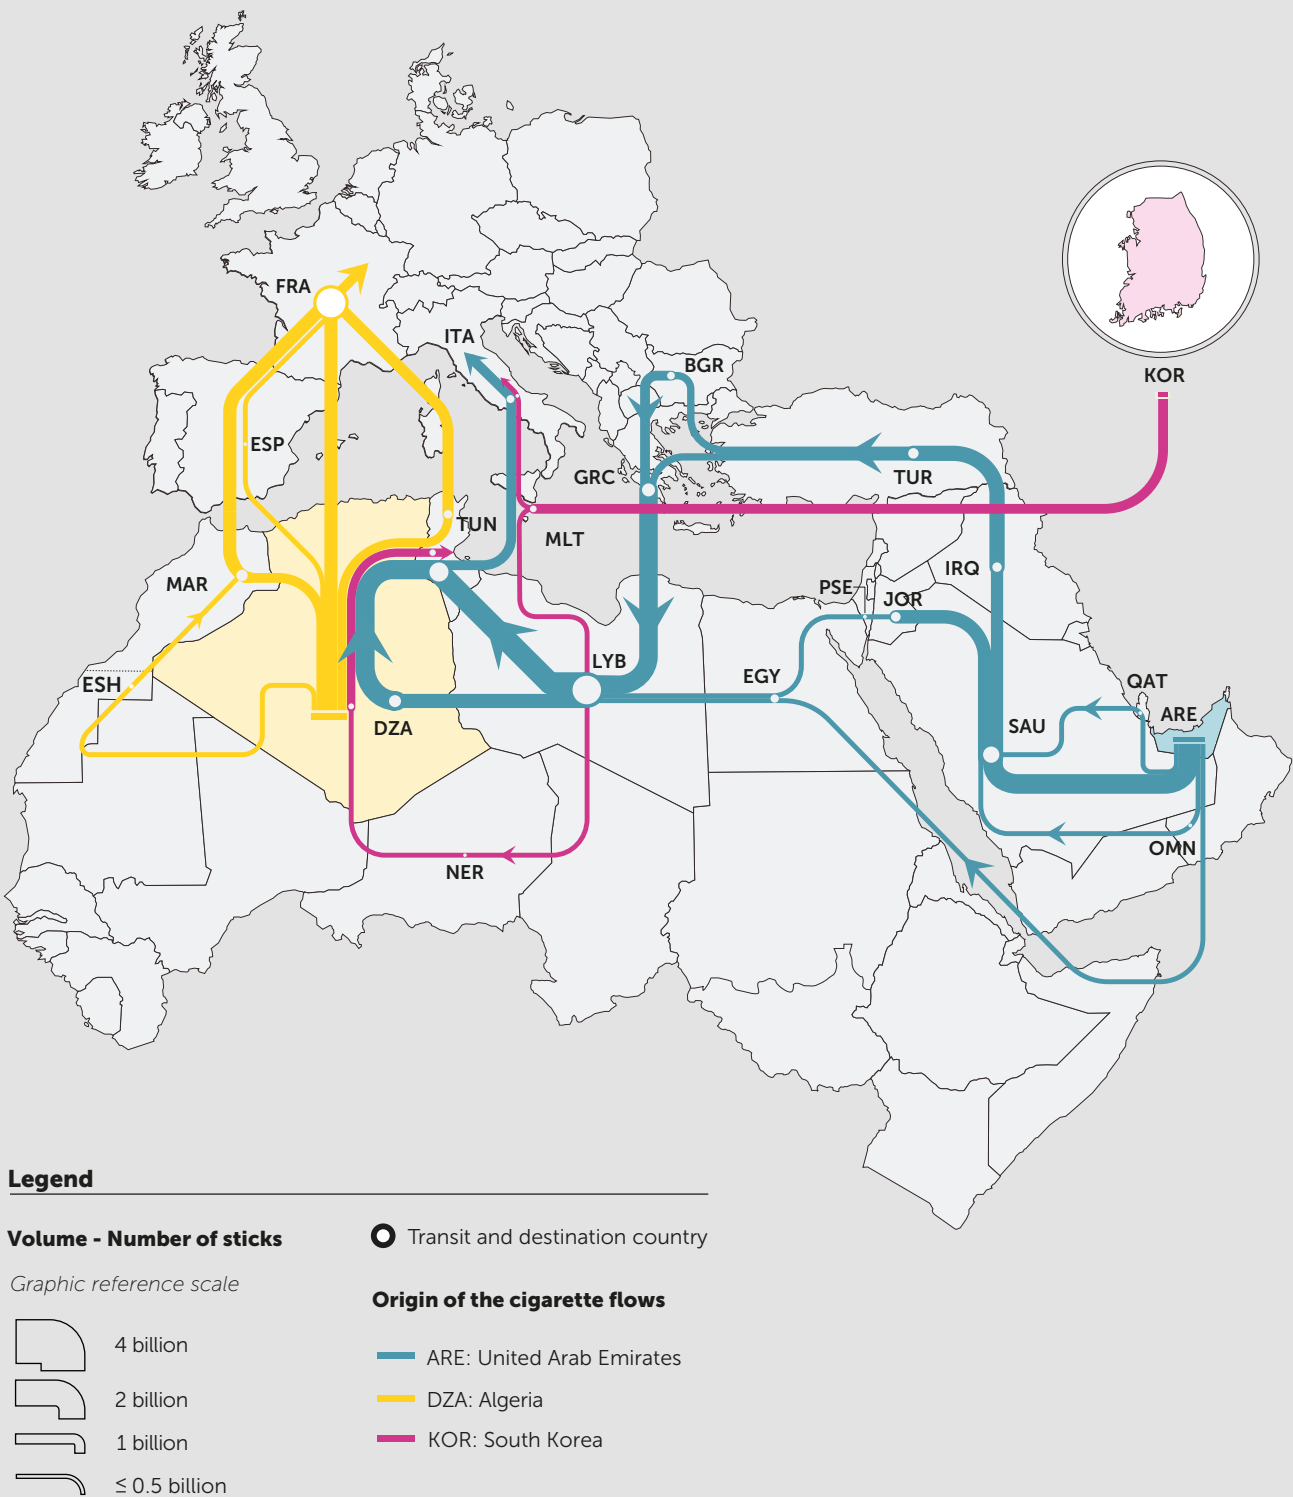 FRA
ITA
BGR
KOR
ESP
GRC
TUR
TUN
MLT
IRQ
MAR
PSE
JOR
LYB
EGY
ESH
QAT
ARE
DZA
SAU
OMN
NER
Legend
Volume - Number of sticks
Graphic reference scale
4 billion
2 billion
1 billion
≤ 0.5 billion
Transit and destination country
Origin of the cigarette flows
ARE: United Arab Emirates
DZA: Algeria
KOR: South Korea